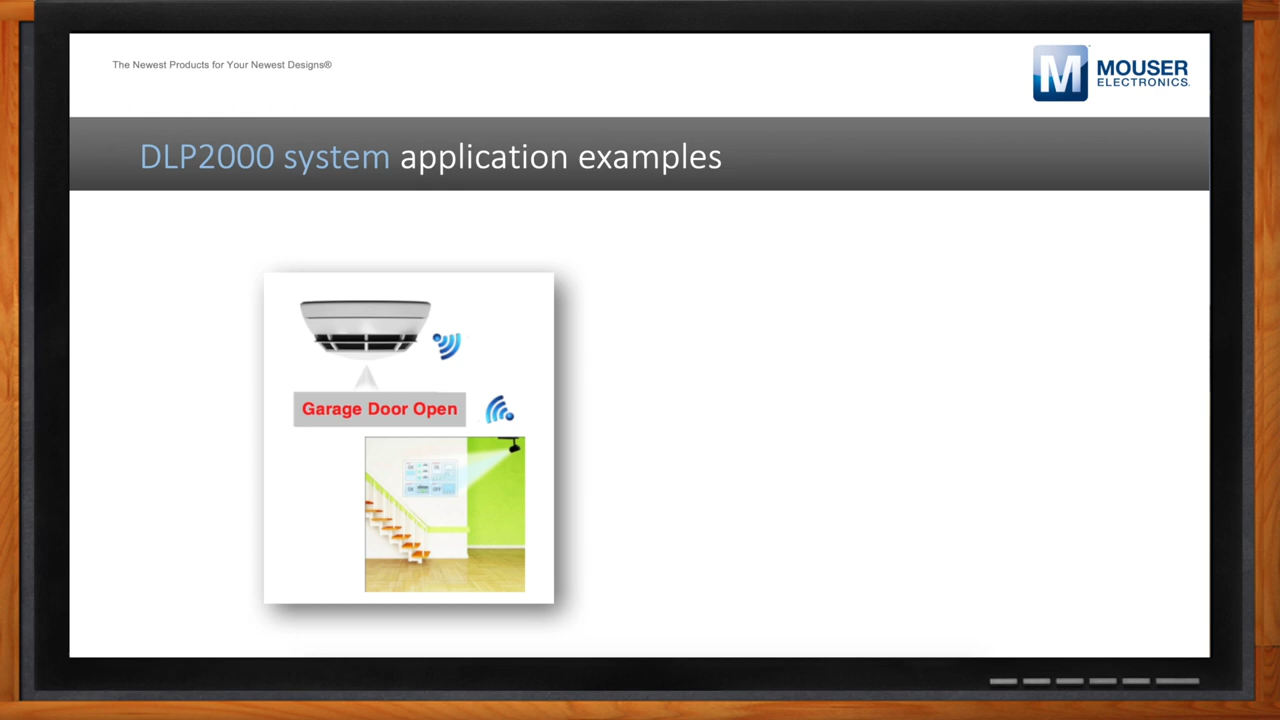 The Newest Products for Your Newest Designs®
M
MOUSER
ELECTRONICS
DLP2000 system application examples
Garage Door Open